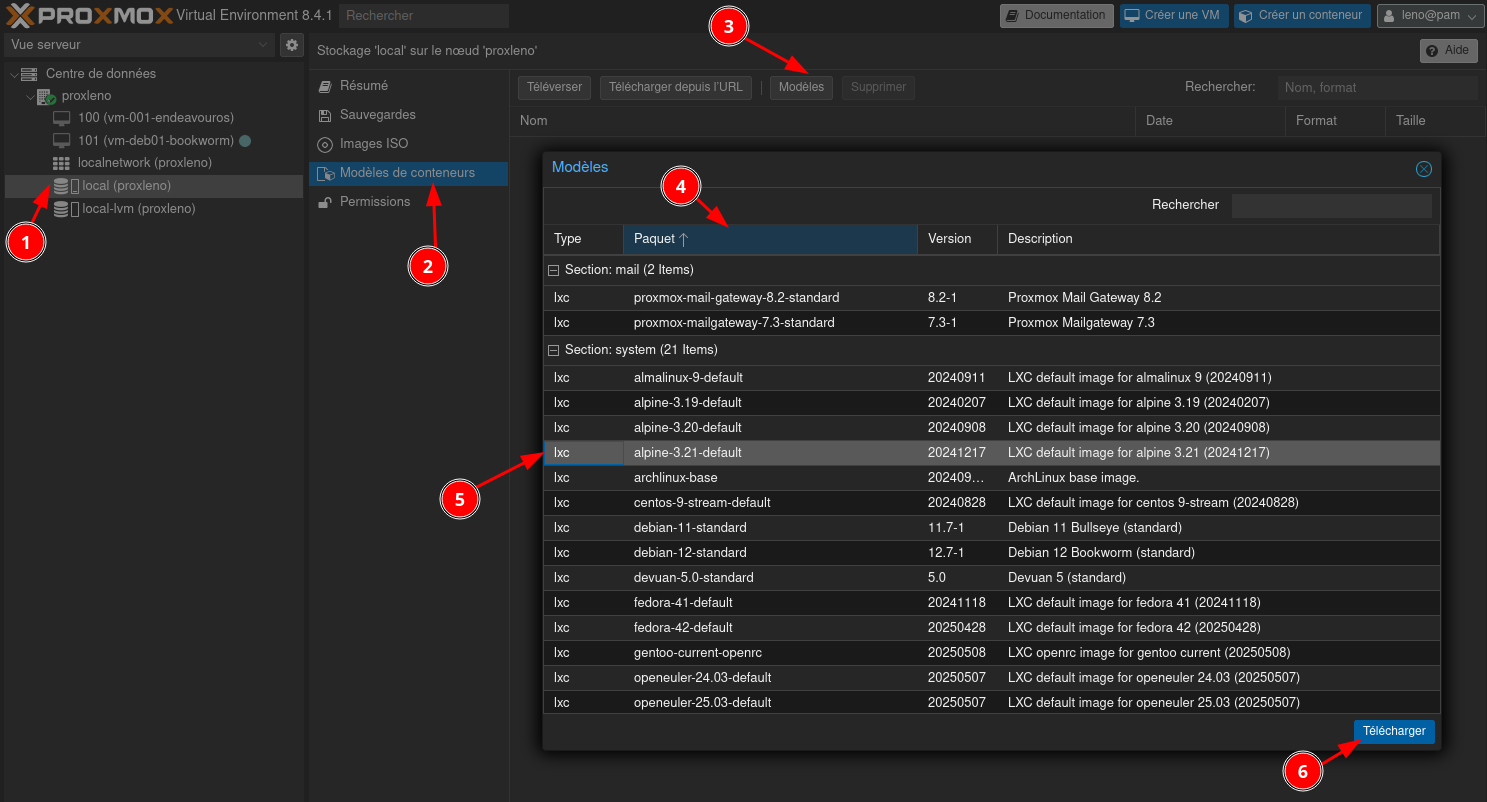 PROXMOX Virtual Environment 8.4.1 Rechercher Documentation Créer une VM Créer un conteneur leno@pam
Vue serveur
Stockage 'local' sur le nœud 'proxleno' Aide
Centre de données
proxleno
100 (vm-001-endeavouros)
101 (vm-deb01-bookworm)
localnetwork (proxleno)
local (proxleno)
local-lvm (proxleno)
1
Résumé
Sauvegardes
Images ISO
Modèles de conteneurs
Permissions
2
3
Téléverser Télécharger depuis l'URL Modèles Supprimer Rechercher: Nom, format
Nom Date Format Taille
Modèles
4
Rechercher
Type Paquet Version Description
Section: mail (2 Items)
lxc proxmox-mail-gateway-8.2-standard 8.2-1 Proxmox Mail Gateway 8.2
lxc proxmox-mailgateway-7.3-standard 7.3-1 Proxmox Mailgateway 7.3
Section: system (21 Items)
lxc almalinux-9-default 20240911 LXC default image for almalinux 9 (20240911)
lxc alpine-3.19-default 20240207 LXC default image for alpine 3.19 (20240207)
lxc alpine-3.20-default 20240908 LXC default image for alpine 3.20 (20240908)
lxc alpine-3.21-default 20241217 LXC default image for alpine 3.21 (20241217)
lxc archlinux-base 202409... ArchLinux base image.
5
lxc centos-9-stream-default 20240828 LXC default image for centos 9-stream (20240828)
lxc debian-11-standard 11.7-1 Debian 11 Bullseye (standard)
lxc debian-12-standard 12.7-1 Debian 12 Bookworm (standard)
lxc devuan-5.0-standard 5.0 Devuan 5 (standard)
lxc fedora-41-default 20241118 LXC default image for fedora 41 (20241118)
lxc fedora-42-default 20250428 LXC default image for fedora 42 (20250428)
lxc gentoo-current-openrc 20250508 LXC openrc image for gentoo current (20250508)
lxc openeuler-24.03-default 20250507 LXC default image for openeuler 24.03 (20250507)
lxc openeuler-25.03-default 20250507 LXC default image for openeuler 25.03 (20250507)
Télécharger
6